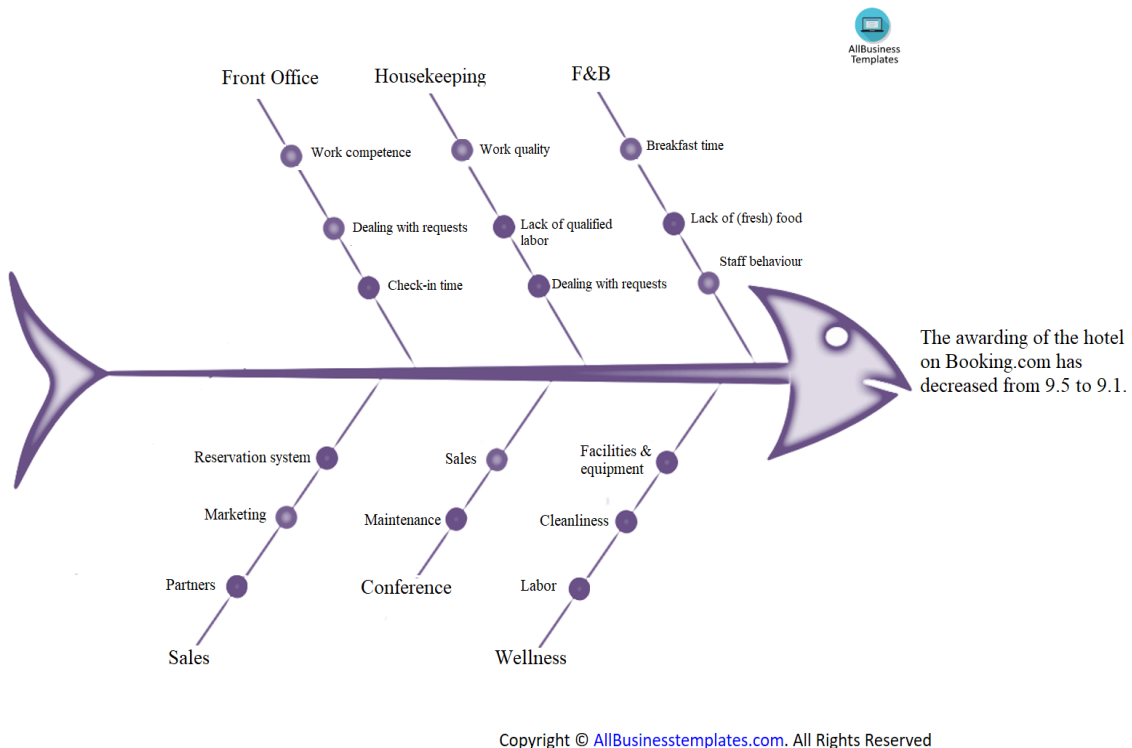 AllBusiness
Templates
Front Office
Housekeeping
F&B
Work competence
Work quality
Breakfast time
Dealing with requests
Lack of qualified
labor
Lack of (fresh) food
Check-in time
Dealing with requests
Staff behaviour
The awarding of the hotel
on Booking.com has
decreased from 9.5 to 9.1.
Reservation system
Sales
Facilities &
equipment
Marketing
Maintenance
Cleanliness
Partners
Conference
Labor
Sales
Wellness
Copyright © AllBusinesstemplates.com. All Rights Reserved